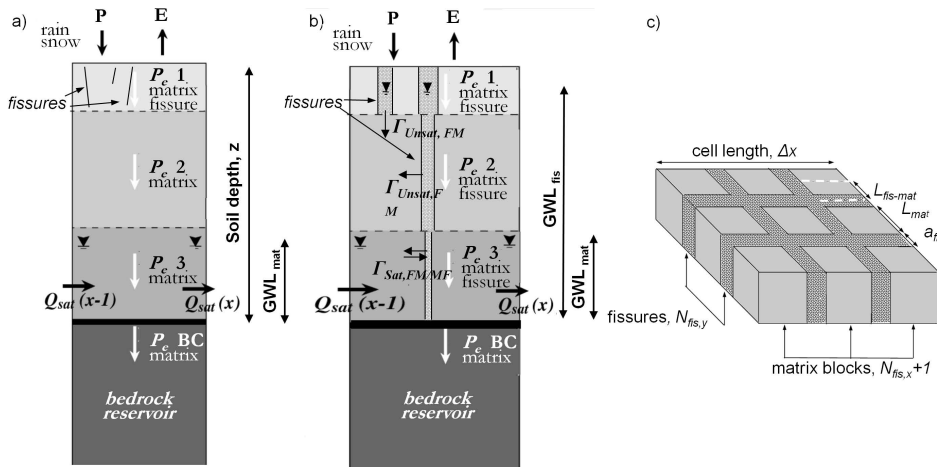 a)
rain
snow
P
E
fissures
P_e 1
matrix
fissure
P_e 2
matrix
P_e 3
matrix
Q_sat (x-1)
Q_sat (x)
P_e BC
matrix
bedrock
reservoir
Soil depth, z
GWL_mat
b)
rain
snow
P
E
fissures
P_e 1
matrix
fissure
Γ_Unsat, FM
P_e 2
matrix
fissure
Γ_Unsat,F
M
P_e 3
matrix
fissure
Γ_Sat,FM/MF
Q_sat (x-1)
Q_sat (x)
P_e BC
matrix
bedrock
reservoir
GWL_fis
GWL_mat
c)
cell length, Δx
L_fis-mat
L_mat
fissures, N_fis,y
matrix blocks, N_fis,x+1